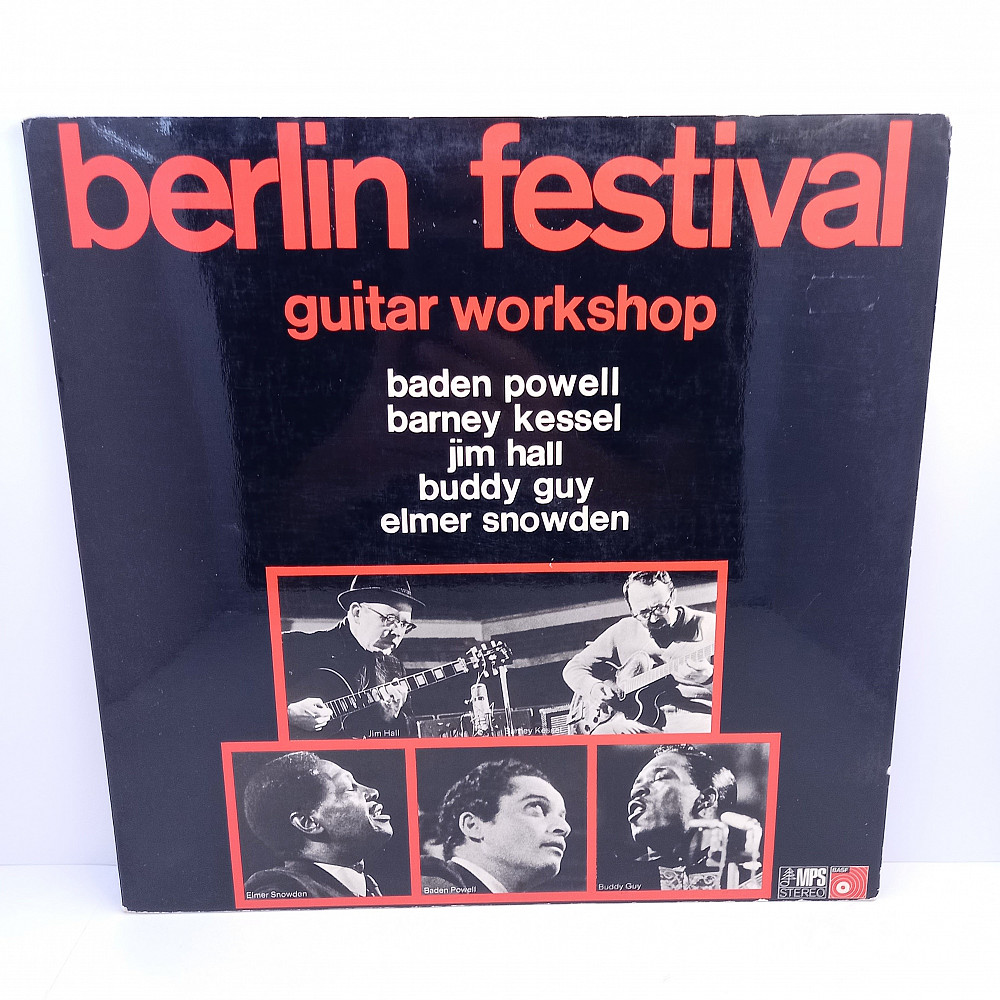 berlin festival
guitar workshop
baden powell
barney kessel
jim hall
buddy guy
elmer snowden
Jim Hall
Barney Kessel
Elmer Snowden
Baden Powell
Buddy Guy
MPS
STEREO
BASF